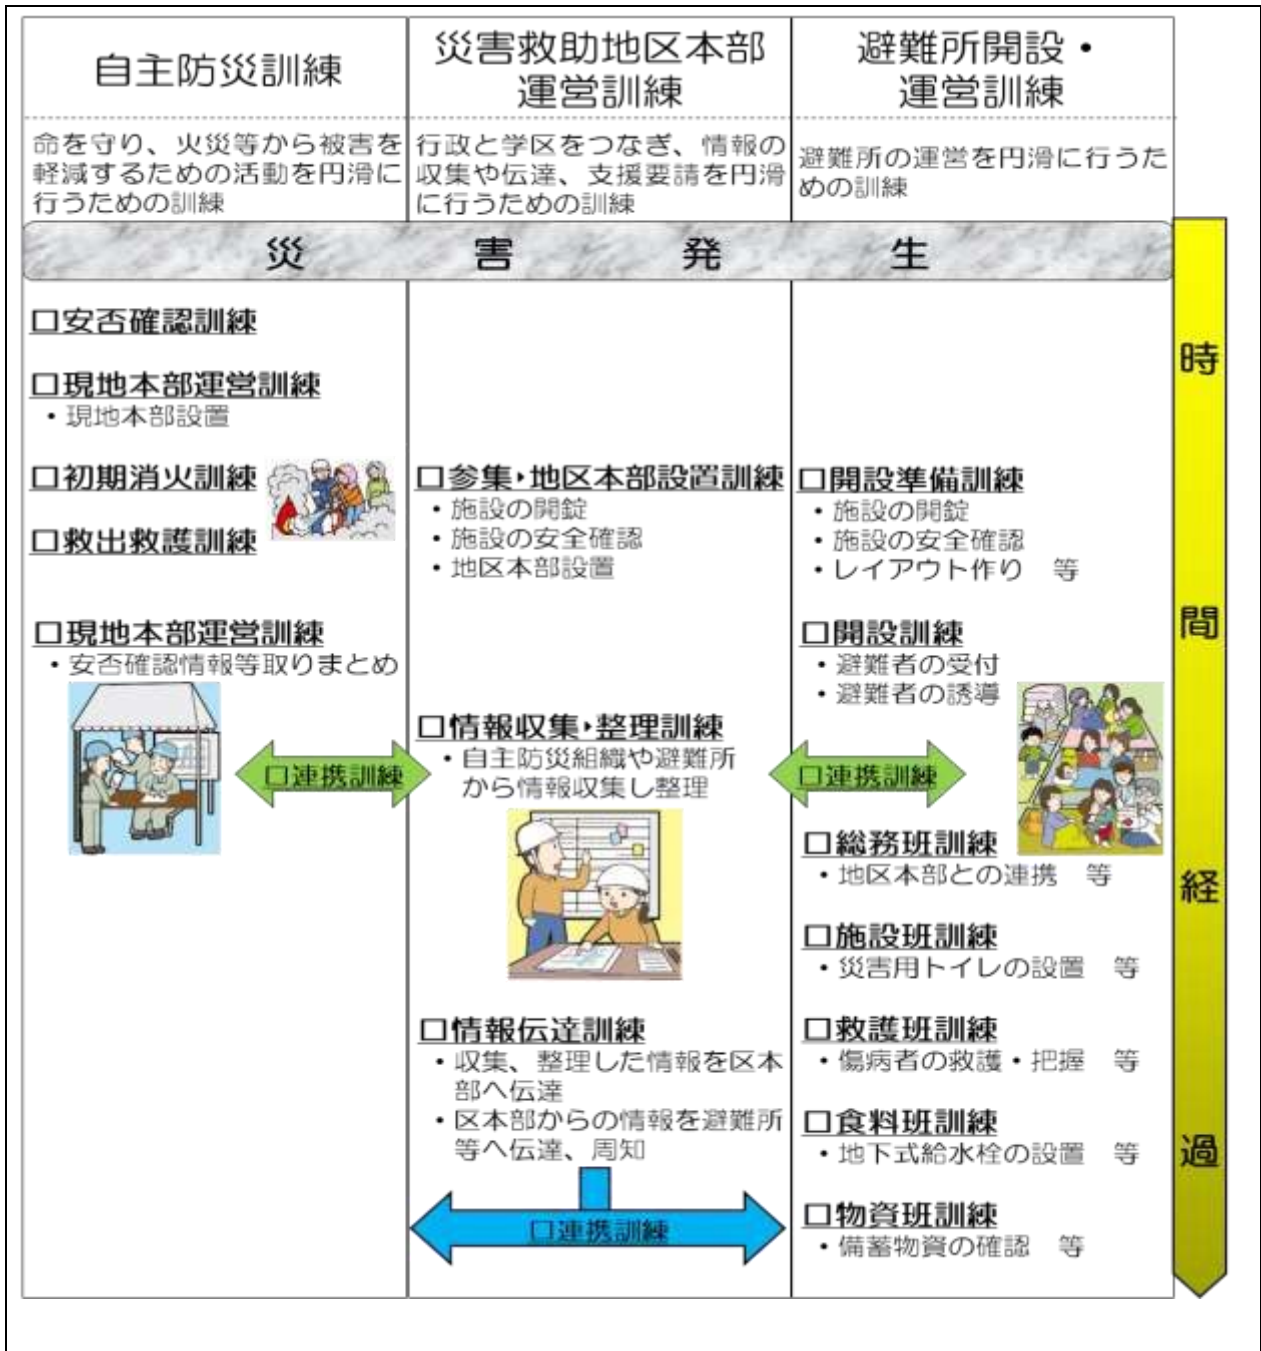 自主防災訓練
命を守り、火災等から被害を
軽減するための活動を円滑に
行うための訓練
災害救助地区本部
運営訓練
行政と学区をつなぎ、情報の
収集や伝達、支援要請を円滑
に行うための訓練
避難所開設・
運営訓練
避難所の運営を円滑に行うた
めの訓練
災害発生
□安否確認訓練
□現地本部運営訓練
・現地本部設置
□初期消火訓練
□救出救護訓練
□現地本部運営訓練
・安否確認情報等取りまとめ
□連携訓練
□参集・地区本部設置訓練
・施設の開錠
・施設の安全確認
・地区本部設置
□情報収集・整理訓練
・自主防災組織や避難所
から情報収集し整理
□情報伝達訓練
・収集、整理した情報を区本
部へ伝達
・区本部からの情報を避難所
等へ伝達、周知
□連携訓練
□連携訓練
□開設準備訓練
・施設の開錠
・施設の安全確認
・レイアウト作り　等
□開設訓練
・避難者の受付
・避難者の誘導
□総務班訓練
・地区本部との連携　等
□施設班訓練
・災害用トイレの設置　等
□救護班訓練
・傷病者の救護・把握　等
□食料班訓練
・地下式給水栓の設置　等
□物資班訓練
・備蓄物資の確認　等
時間経過